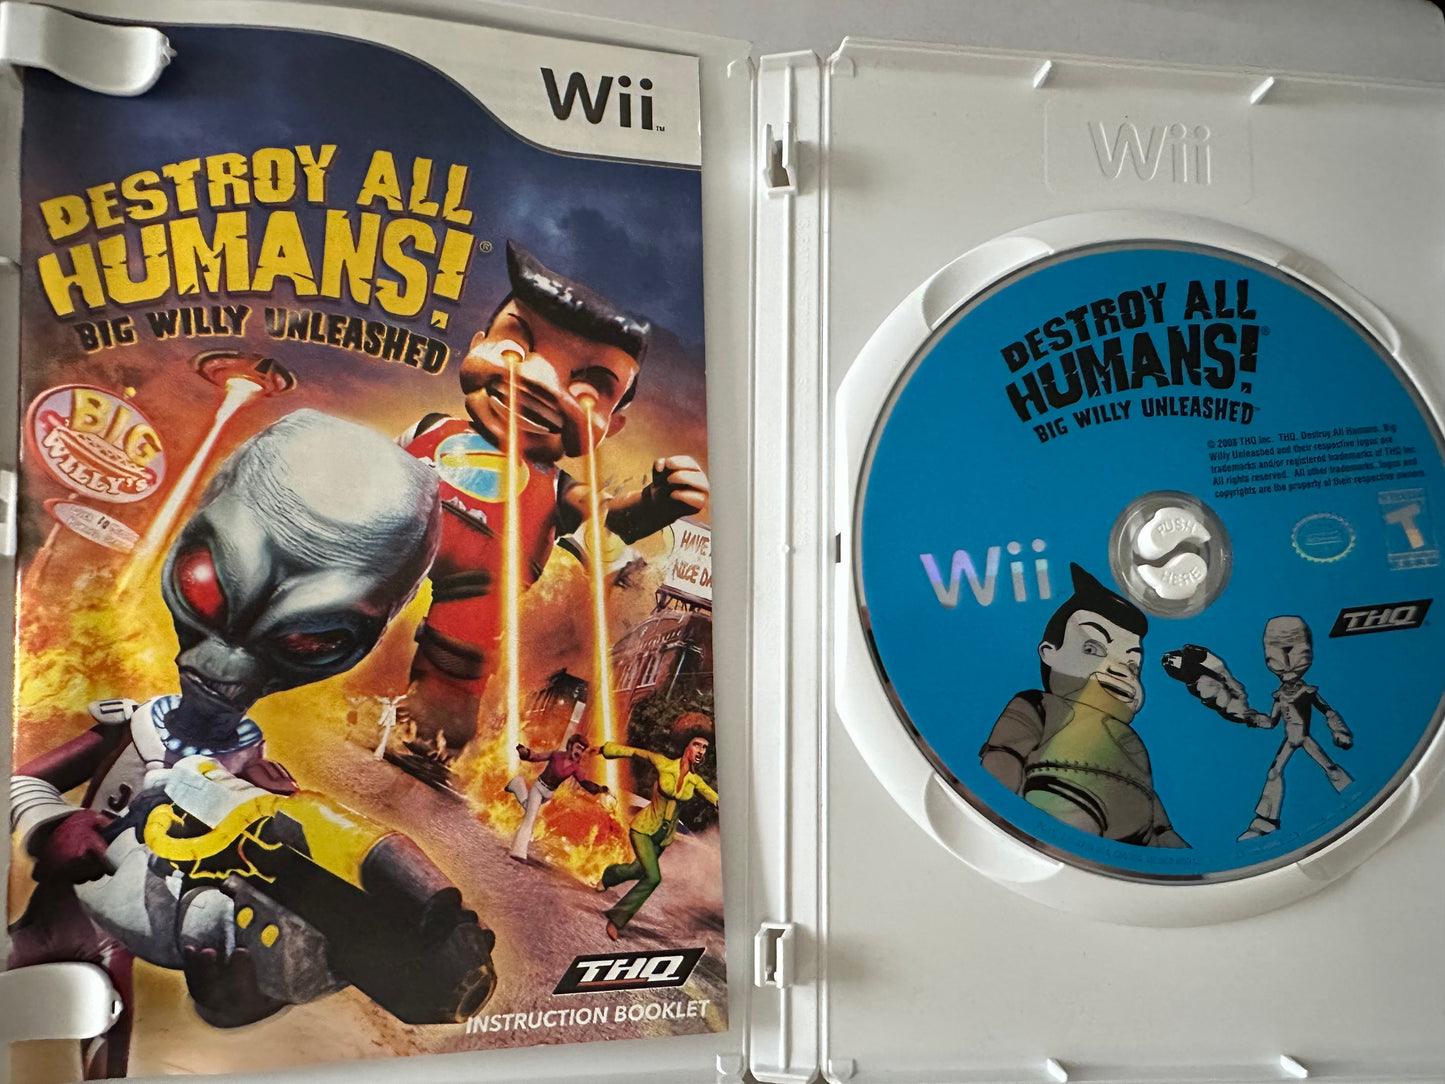 Wii™
DESTROY ALL
HUMANS!®
BIG WILLY UNLEASHED™
BIG
WILLY'S
HAVE A
NICE DA
THQ
INSTRUCTION BOOKLET
Wii
DESTROY ALL
HUMANS!®
BIG WILLY UNLEASHED™
© 2008 THQ Inc. THQ, Destroy All Humans, Big
Willy Unleashed and their respective logos are
trademarks and/or registered trademarks of THQ Inc.
All rights reserved. All other trademarks, logos and
copyrights are the property of their respective owners.
PUSH
HERE
T
Wii
THQ